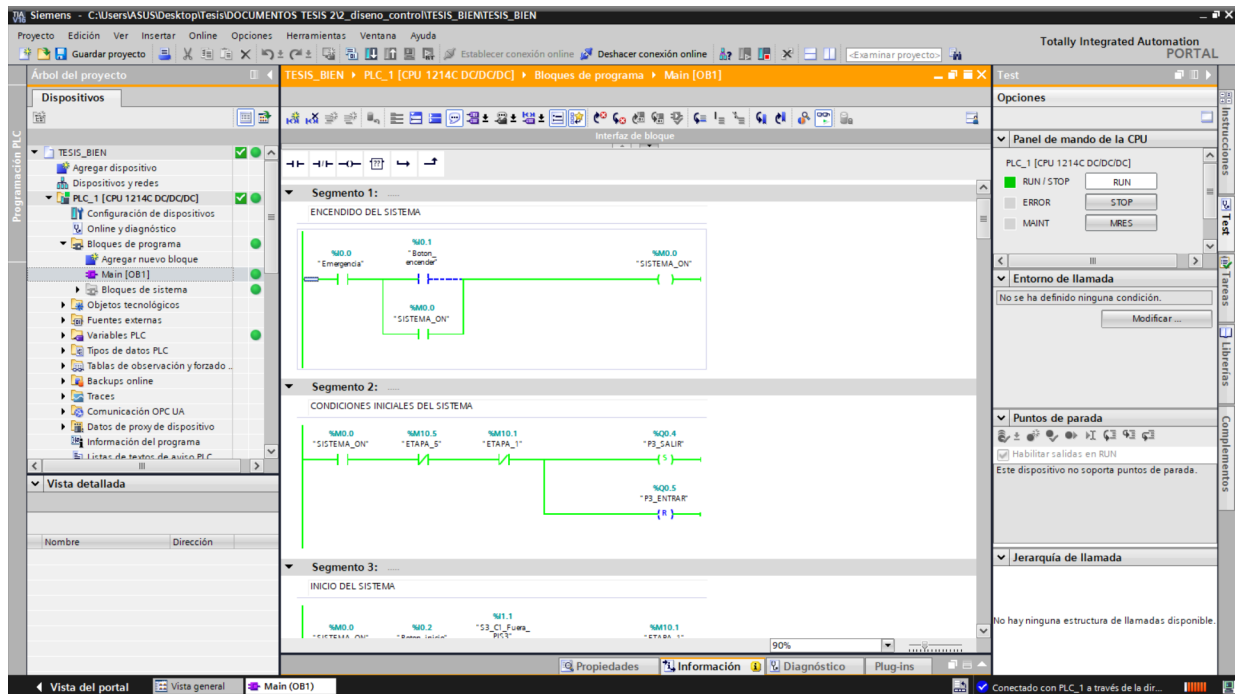 Siemens - C:\Users\ASUS\Desktop\Tesis\DOCUMENTOS TESIS 2\2_diseno_control\TESIS_BIEN\TESIS_BIEN
Proyecto Edición Ver Insertar Online Opciones Herramientas Ventana Ayuda
Guardar proyecto
Establecer conexión online
Deshacer conexión online
<Examinar proyecto>
Totally Integrated Automation
PORTAL
Árbol del proyecto
Dispositivos
Programación PLC
TESIS_BIEN
Agregar dispositivo
Dispositivos y redes
PLC_1 [CPU 1214C DC/DC/DC]
Configuración de dispositivos
Online y diagnóstico
Bloques de programa
Agregar nuevo bloque
Main [OB1]
Bloques de sistema
Objetos tecnológicos
Fuentes externas
Variables PLC
Tipos de datos PLC
Tablas de observación y forzado ..
Backups online
Traces
Comunicación OPC UA
Datos de proxy de dispositivo
Información del programa
Listas de textos de aviso PLC
Vista detallada
Nombre Dirección
TESIS_BIEN PLC_1 [CPU 1214C DC/DC/DC] Bloques de programa Main [OB1]
Interfaz de bloque
Segmento 1: .....
ENCENDIDO DEL SISTEMA
%I0.0
"Emergencia"
%I0.1
"Boton_
encender"
%M0.0
"SISTEMA_ON"
%M0.0
"SISTEMA_ON"
Segmento 2: .....
CONDICIONES INICIALES DEL SISTEMA
%M0.0
"SISTEMA_ON"
%M10.5
"ETAPA_5"
%M10.1
"ETAPA_1"
%Q0.4
"P3_SALIR"
S
%Q0.5
"P3_ENTRAR"
R
Segmento 3: .....
INICIO DEL SISTEMA
%M0.0
"SISTEMA_ON"
%I0.2
"Boton_inicio"
%I1.1
"S3_C1_Fuera_
PIS3"
%M10.1
"ETAPA_1"
90%
Propiedades
Información
Diagnóstico
Plug-ins
Test
Opciones
Panel de mando de la CPU
PLC_1 [CPU 1214C DC/DC/DC]
RUN / STOP RUN
ERROR STOP
MAINT MRES
Entorno de llamada
No se ha definido ninguna condición.
Modificar ...
Puntos de parada
Habilitar salidas en RUN
Este dispositivo no soporta puntos de parada.
Jerarquía de llamada
No hay ninguna estructura de llamadas disponible.
Instrucciones
Test
Tareas
Librerías
Complementos
Vista del portal
Vista general
Main (OB1)
Conectado con PLC_1 a través de la dir...